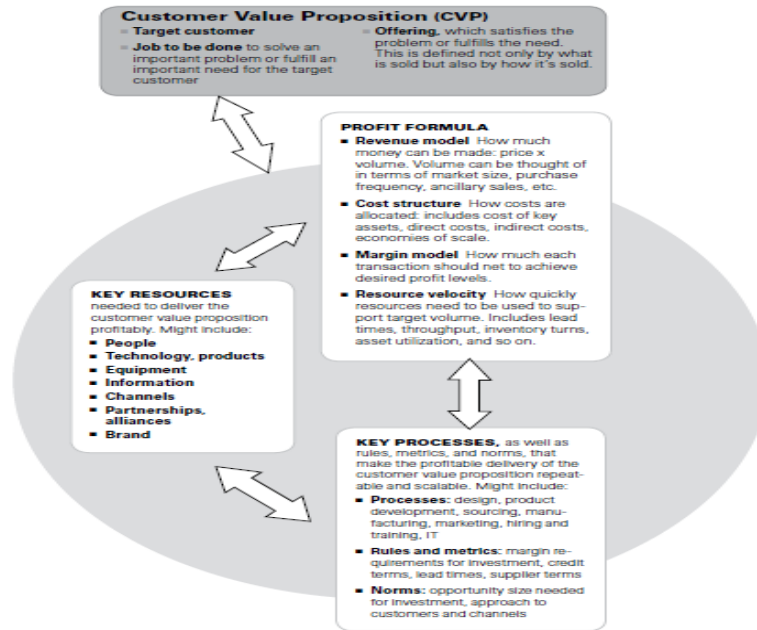 Customer Value Proposition (CVP)
▪ Target customer
▪ Job to be done to solve an
important problem or fulfill an
important need for the target
customer
▪ Offering, which satisfies the
problem or fulfills the need.
This is defined not only by what
is sold but also by how it's sold.
PROFIT FORMULA
▪ Revenue model How much
money can be made: price x
volume. Volume can be thought of
in terms of market size, purchase
frequency, ancillary sales, etc.
▪ Cost structure How costs are
allocated: includes cost of key
assets, direct costs, indirect costs,
economies of scale.
▪ Margin model How much each
transaction should net to achieve
desired profit levels.
▪ Resource velocity How quickly
resources need to be used to sup-
port target volume. Includes lead
times, throughput, inventory turns,
asset utilization, and so on.
KEY RESOURCES
needed to deliver the
customer value proposition
profitably. Might include:
▪ People
▪ Technology, products
▪ Equipment
▪ Information
▪ Channels
▪ Partnerships,
alliances
▪ Brand
KEY PROCESSES, as well as
rules, metrics, and norms, that
make the profitable delivery of the
customer value proposition repeat-
able and scalable. Might include:
▪ Processes: design, product
development, sourcing, manu-
facturing, marketing, hiring and
training, IT
▪ Rules and metrics: margin re-
quirements for investment, credit
terms, lead times, supplier terms
▪ Norms: opportunity size needed
for investment, approach to
customers and channels